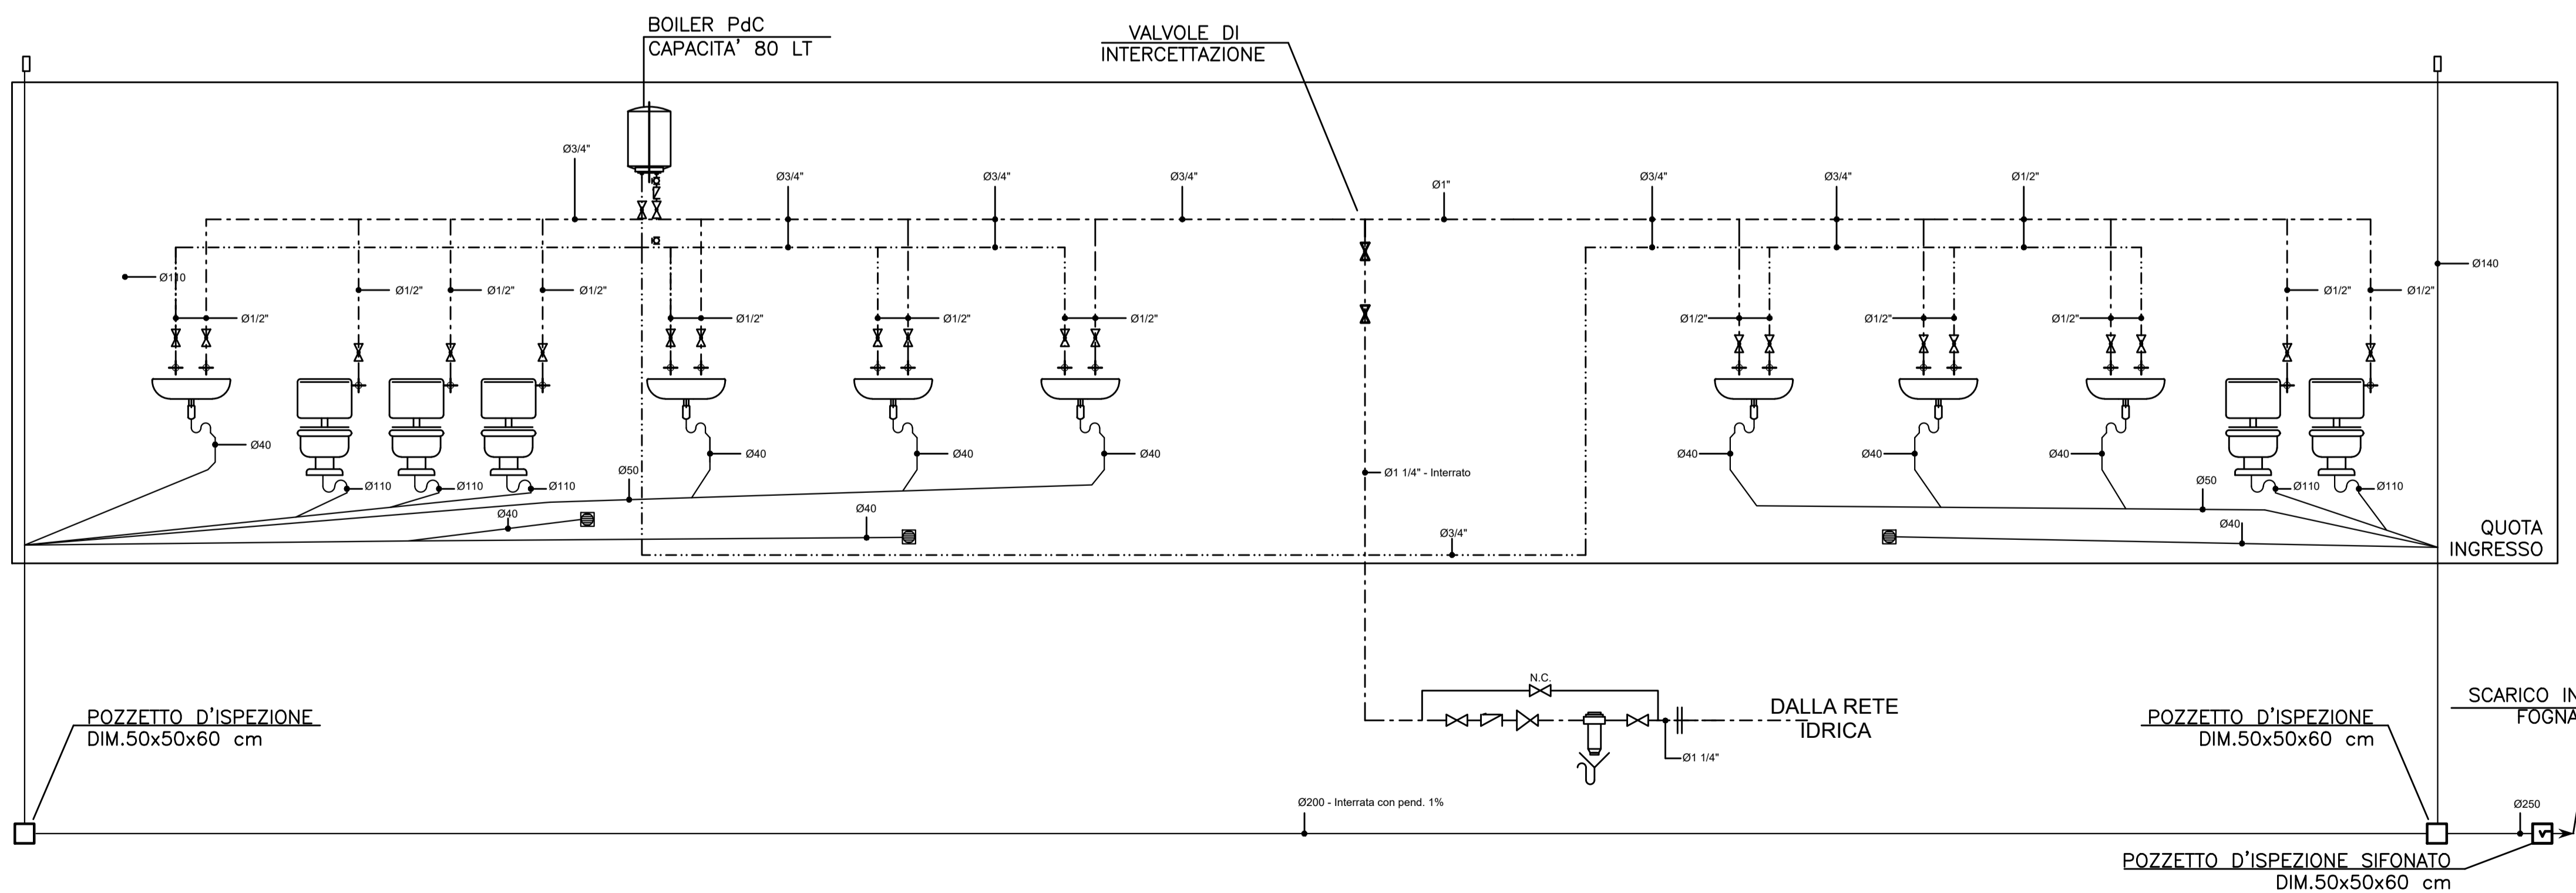 BOILER PdC
CAPACITA' 80 LT
VALVOLE DI
INTERCETTAZIONE
Ø3/4"
Ø3/4"
Ø3/4"
Ø3/4"
Ø1"
Ø3/4"
Ø3/4"
Ø1/2"
Ø110
Ø1/2"
Ø1/2"
Ø1/2"
Ø140
Ø1/2"
Ø1/2"
Ø1/2"
Ø1/2"
Ø1/2"
Ø1/2"
Ø1/2"
Ø1/2"
Ø1/2"
Ø40
Ø40
Ø40
Ø40
Ø40
Ø40
Ø40
Ø50
Ø1 1/4" - Interrato
Ø50
Ø110
Ø110
Ø110
Ø110
Ø110
Ø40
Ø40
Ø3/4"
Ø40
QUOTA
INGRESSO
N.C.
DALLA RETE
IDRICA
Ø1 1/4"
POZZETTO D'ISPEZIONE
DIM.50x50x60 cm
POZZETTO D'ISPEZIONE
DIM.50x50x60 cm
SCARICO IN
FOGNA
Ø200 - Interrata con pend. 1%
Ø250
POZZETTO D'ISPEZIONE SIFONATO
DIM.50x50x60 cm